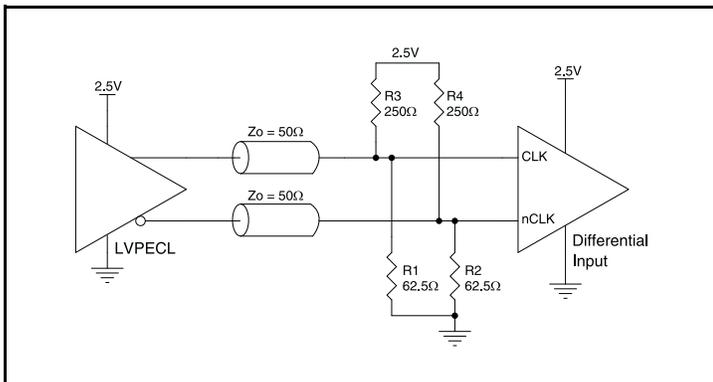 2.5V
2.5V
2.5V
R3
250Ω
R4
250Ω
Zo = 50Ω
CLK
Zo = 50Ω
nCLK
LVPECL
Differential
Input
R1
62.5Ω
R2
62.5Ω